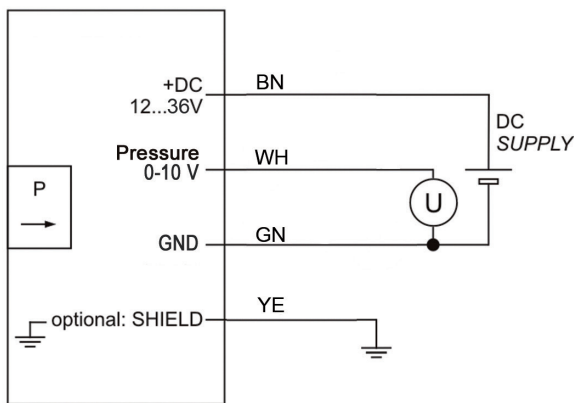 +DC
12...36V
BN
DC
SUPPLY
Pressure
0-10 V
WH
P
U
GND
GN
optional: SHIELD
YE